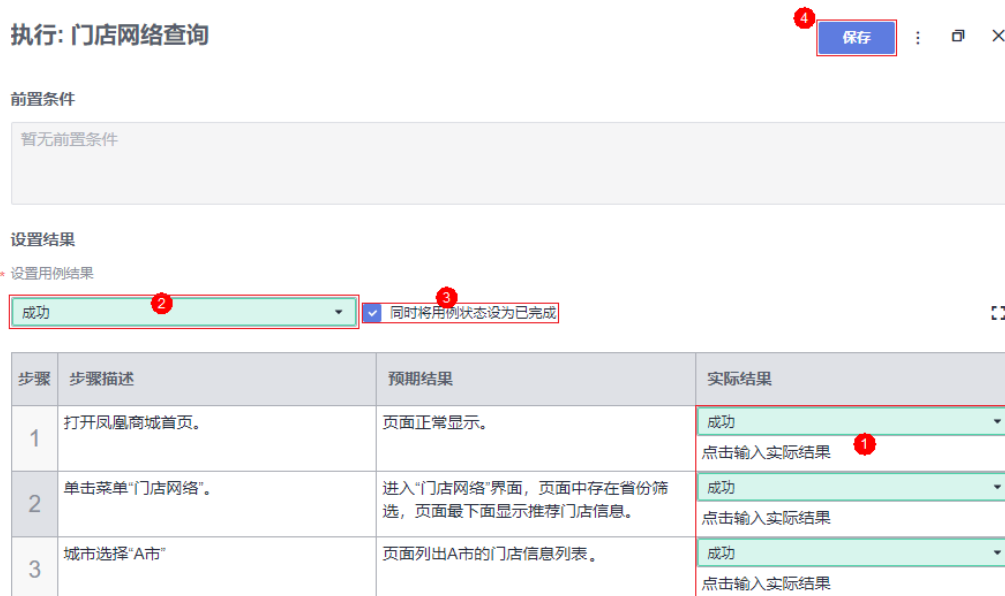 执行: 门店网络查询
4
保存
前置条件
暂无前置条件
设置结果
* 设置用例结果
成功
2
3
同时将用例状态设为已完成
步骤 步骤描述 预期结果 实际结果
1 打开凤凰商城首页。 页面正常显示。 成功
点击输入实际结果 1
2 单击菜单“门店网络”。 进入“门店网络”界面，页面中存在省份筛 成功
选，页面最下面显示推荐门店信息。 点击输入实际结果
3 城市选择“A市” 页面列出A市的门店信息列表。 成功
点击输入实际结果